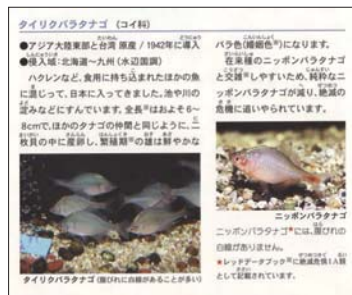 タイリクバラタナゴ（コイ科）
●アジア大陸東部と台湾 原産 / 1942年に導入
●侵入域：北海道〜九州（水辺国調）
ハクレンなど、食用に持ち込まれたほかの魚
に混じって、日本に入ってきました。池や川の
淀みなどにすんでいます。全長※はおよそ6〜
8cmで、ほかのタナゴの仲間と同じように、二
枚貝の中に産卵し、繁殖期※の雄は鮮やかな
バラ色（婚姻色※）になります。
在来種のニッポンバラタナゴ
と交雑※しやすいため、純粋なニ
ッポンバラタナゴが減り、絶滅の
危機に追いやられています。
ニッポンバラタナゴ
ニッポンバラタナゴ★には、腹びれの
白線がありません。
★レッドデータブック※に絶滅危惧ⅠA類
として記載されています。
タイリクバラタナゴ（腹びれに白線があることが多い）